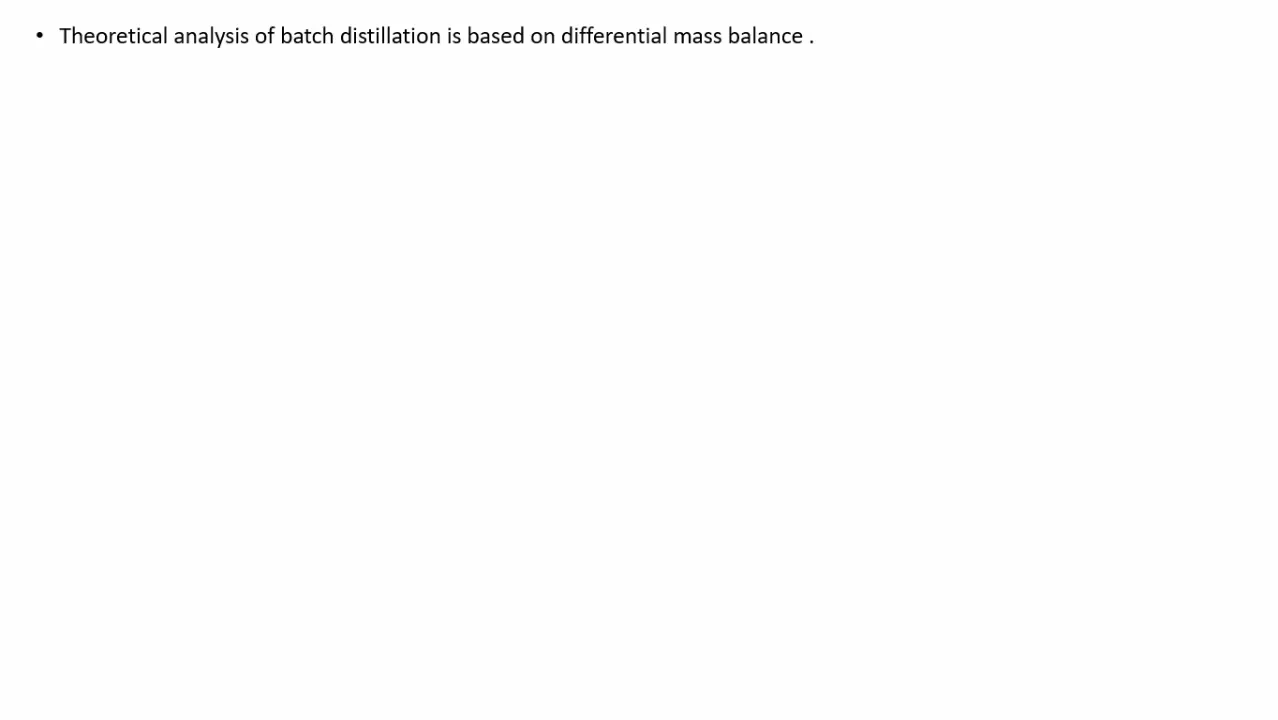 • Theoretical analysis of batch distillation is based on differential mass balance .